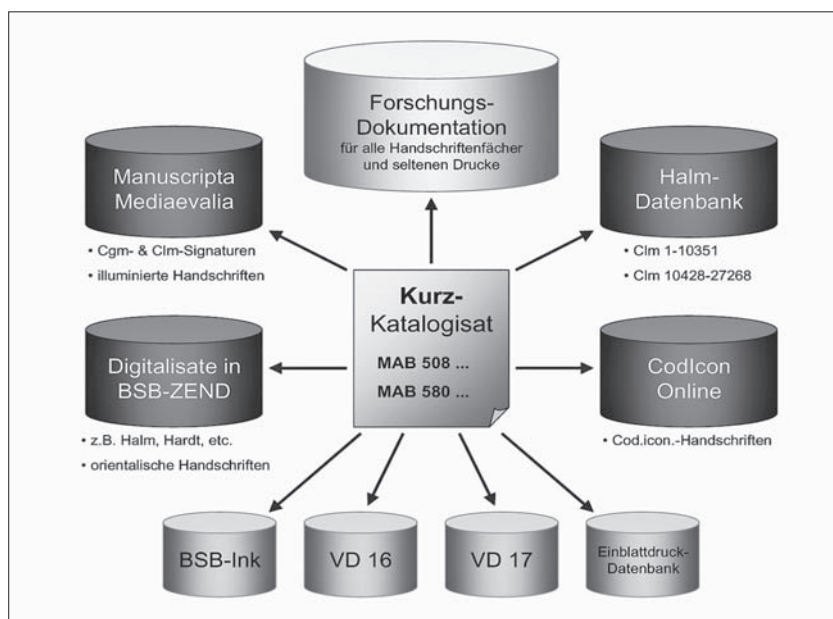 Forschungs-
Dokumentation
für alle Handschriftenfächer
und seltenen Drucke
Manuscripta
Mediaevalia
• Cgm- & Clm-Signaturen
• illuminierte Handschriften
Halm-
Datenbank
• Clm 1-10351
• Clm 10428-27268
Kurz-
Katalogisat
MAB 508 ...
MAB 580 ...
Digitalisate in
BSB-ZEND
• z.B. Halm, Hardt, etc.
• orientalische Handschriften
CodIcon
Online
• Cod.icon.-Handschriften
BSB-Ink
VD 16
VD 17
Einblattdruck-
Datenbank